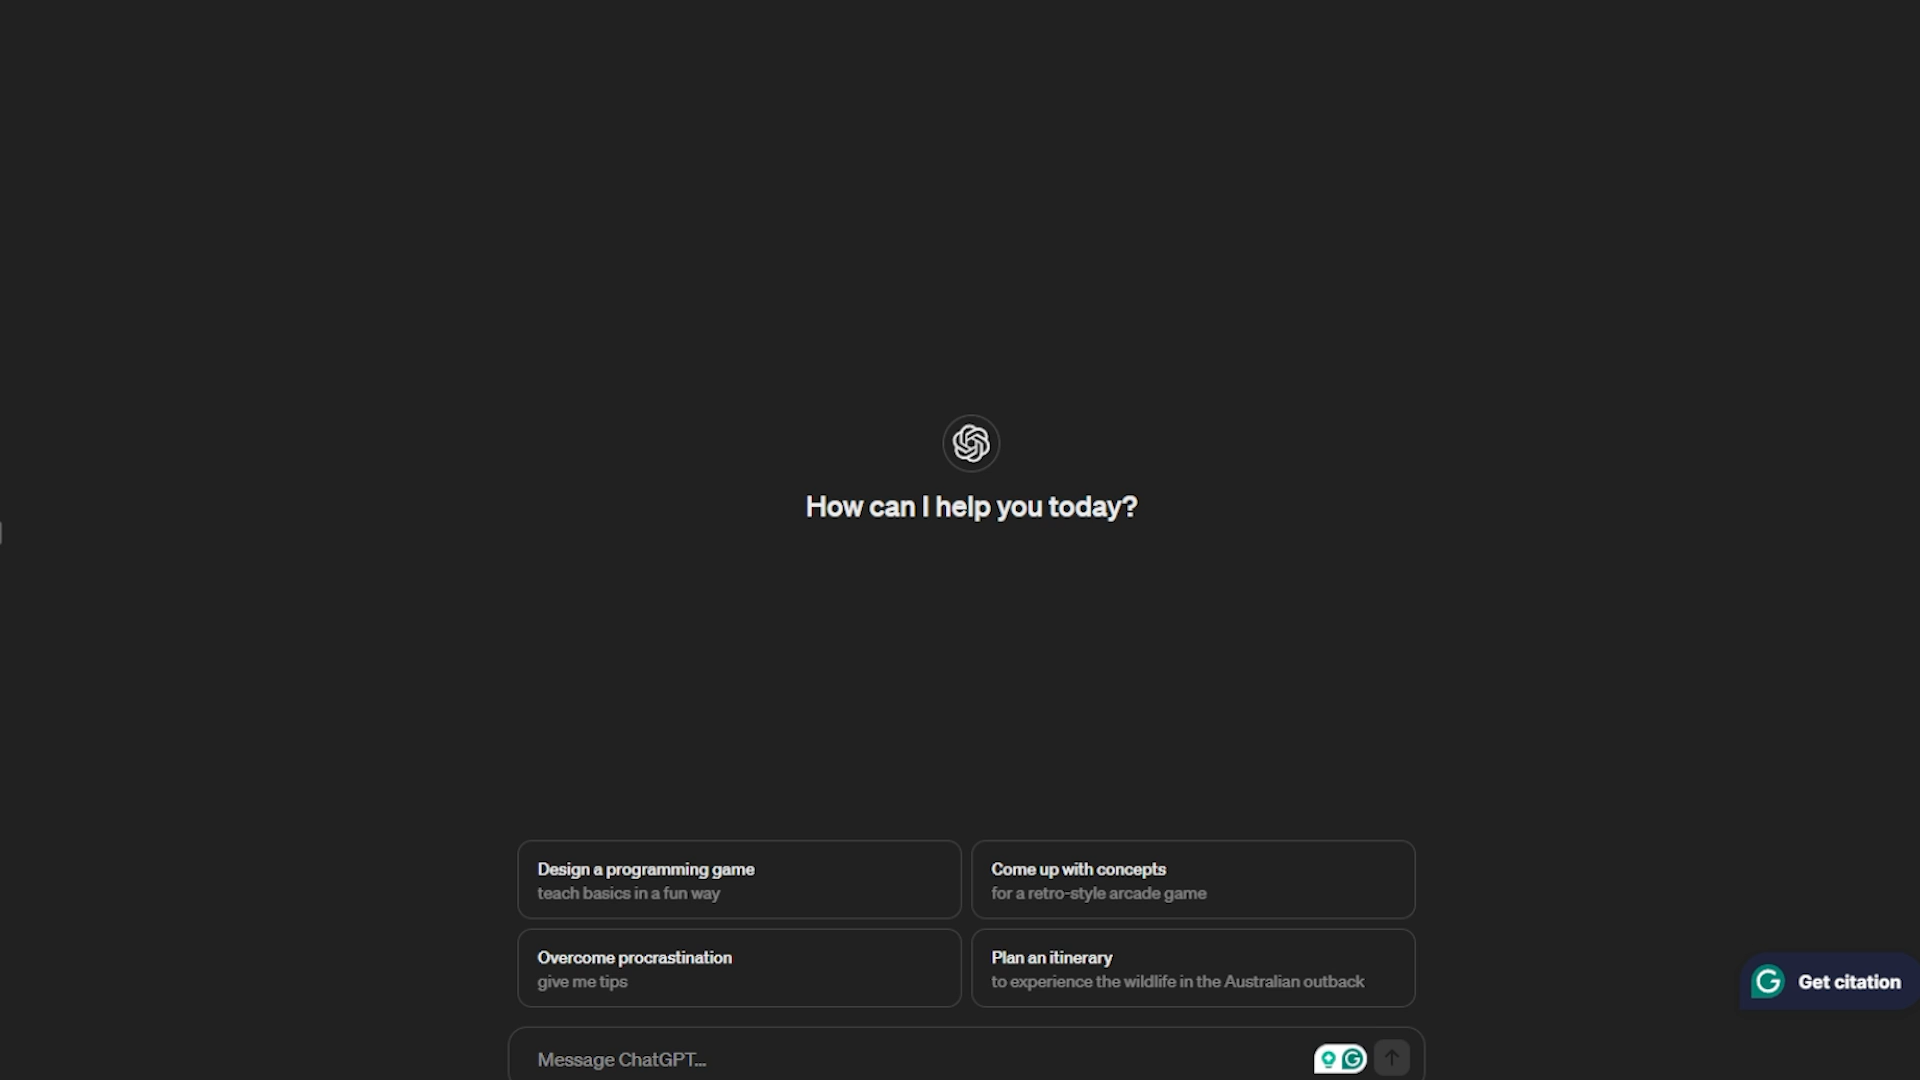 How can I help you today?
Design a programming game
teach basics in a fun way
Come up with concepts
for a retro-style arcade game
Overcome procrastination
give me tips
Plan an itinerary
to experience the wildlife in the Australian outback
Get citation
Message ChatGPT...